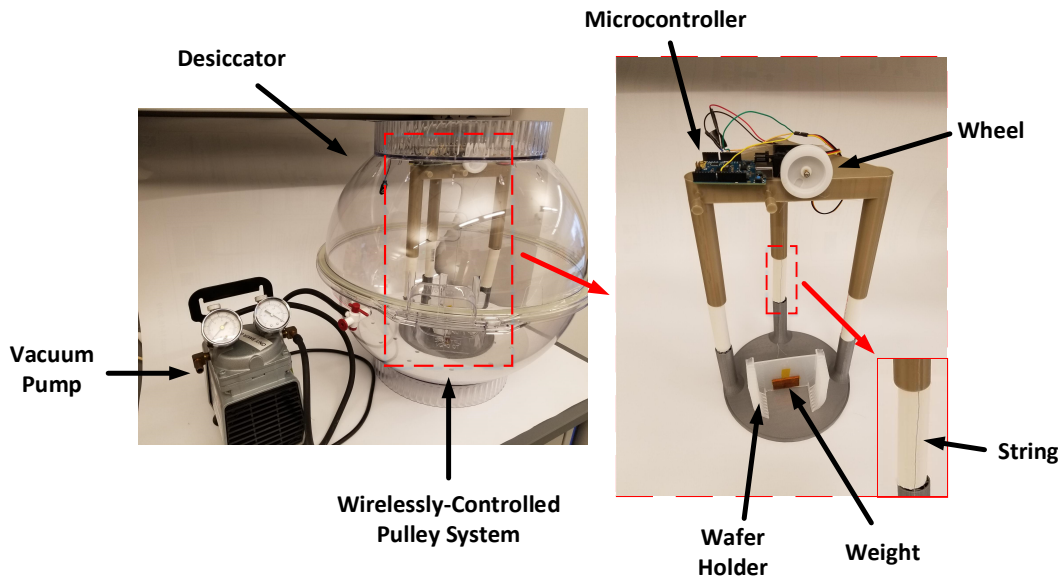 Microcontroller
Desiccator
Wheel
Vacuum
Pump
String
Wirelessly-Controlled
Pulley System
Wafer
Holder
Weight